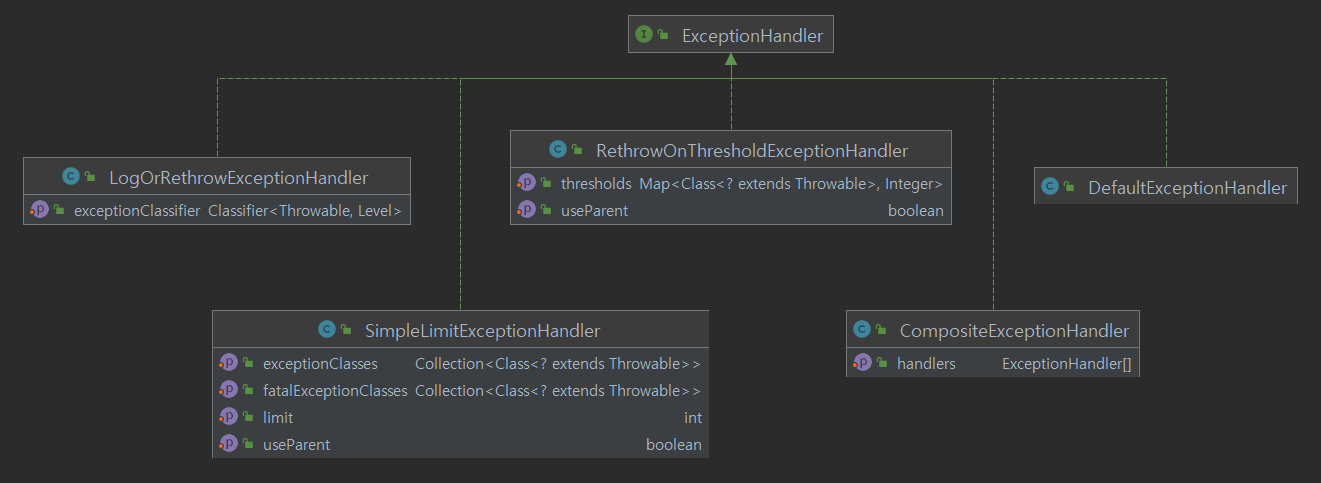 I ExceptionHandler
C LogOrRethrowExceptionHandler
p exceptionClassifier Classifier<Throwable, Level>
C RethrowOnThresholdExceptionHandler
p thresholds Map<Class<? extends Throwable>, Integer>
p useParent boolean
C DefaultExceptionHandler
C SimpleLimitExceptionHandler
p exceptionClasses Collection<Class<? extends Throwable>>
p fatalExceptionClasses Collection<Class<? extends Throwable>>
p limit int
p useParent boolean
C CompositeExceptionHandler
p handlers ExceptionHandler[]